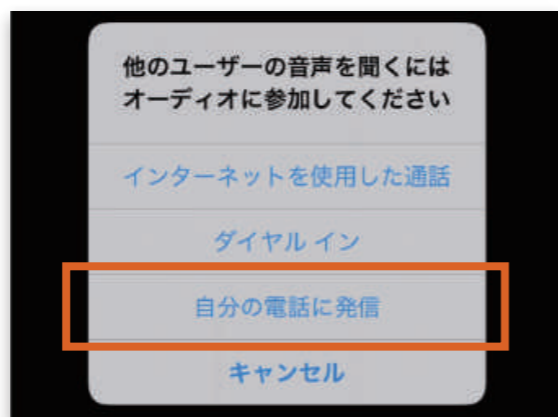 他のユーザーの音声を聞くには
オーディオに参加してください
インターネットを使用した通話
ダイヤル イン
自分の電話に発信
キャンセル